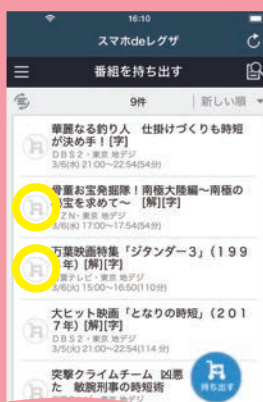 16:10
スマホdeレグザ
番組を持ち出す
9件
新しい順
華麗なる釣り人 仕掛けづくりも時短
が決め手！[字]
DBS2・東京 地デジ
3/6(水) 21:00～22:54(54分)
骨董お宝発掘隊！南極大陸編～南極の
宝を求めて～ [解][字]
ZN・東京 地デジ
3/6(水) 17:00～17:54(54分)
万葉映画特集「ジタンダー3」(199
年) [解][字]
葉テレビ・東京 地デジ
3/6(火) 15:00～16:50(110分)
大ヒット映画「となりの時短」(201
7年) [解][字]
DBS2・東京 地デジ
3/5(火) 21:00～22:54(114分)
突撃クライムチーム 凶悪
た 敏腕刑事の時短術
持ち出す